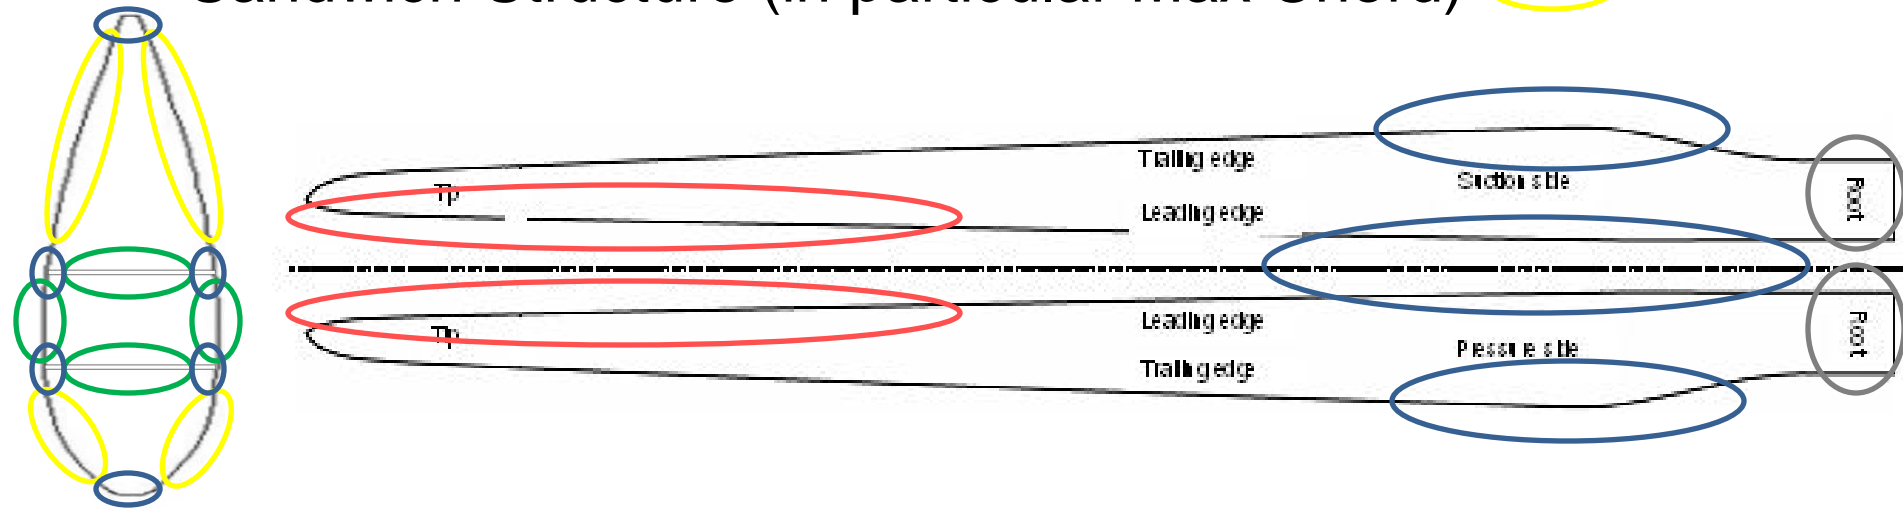 Sandwich Structure (in particular Max Chord)
Trailing edge
Tip
Suction side
Root
Leading edge
Leading edge
Tip
Root
Pressure side
Trailing edge